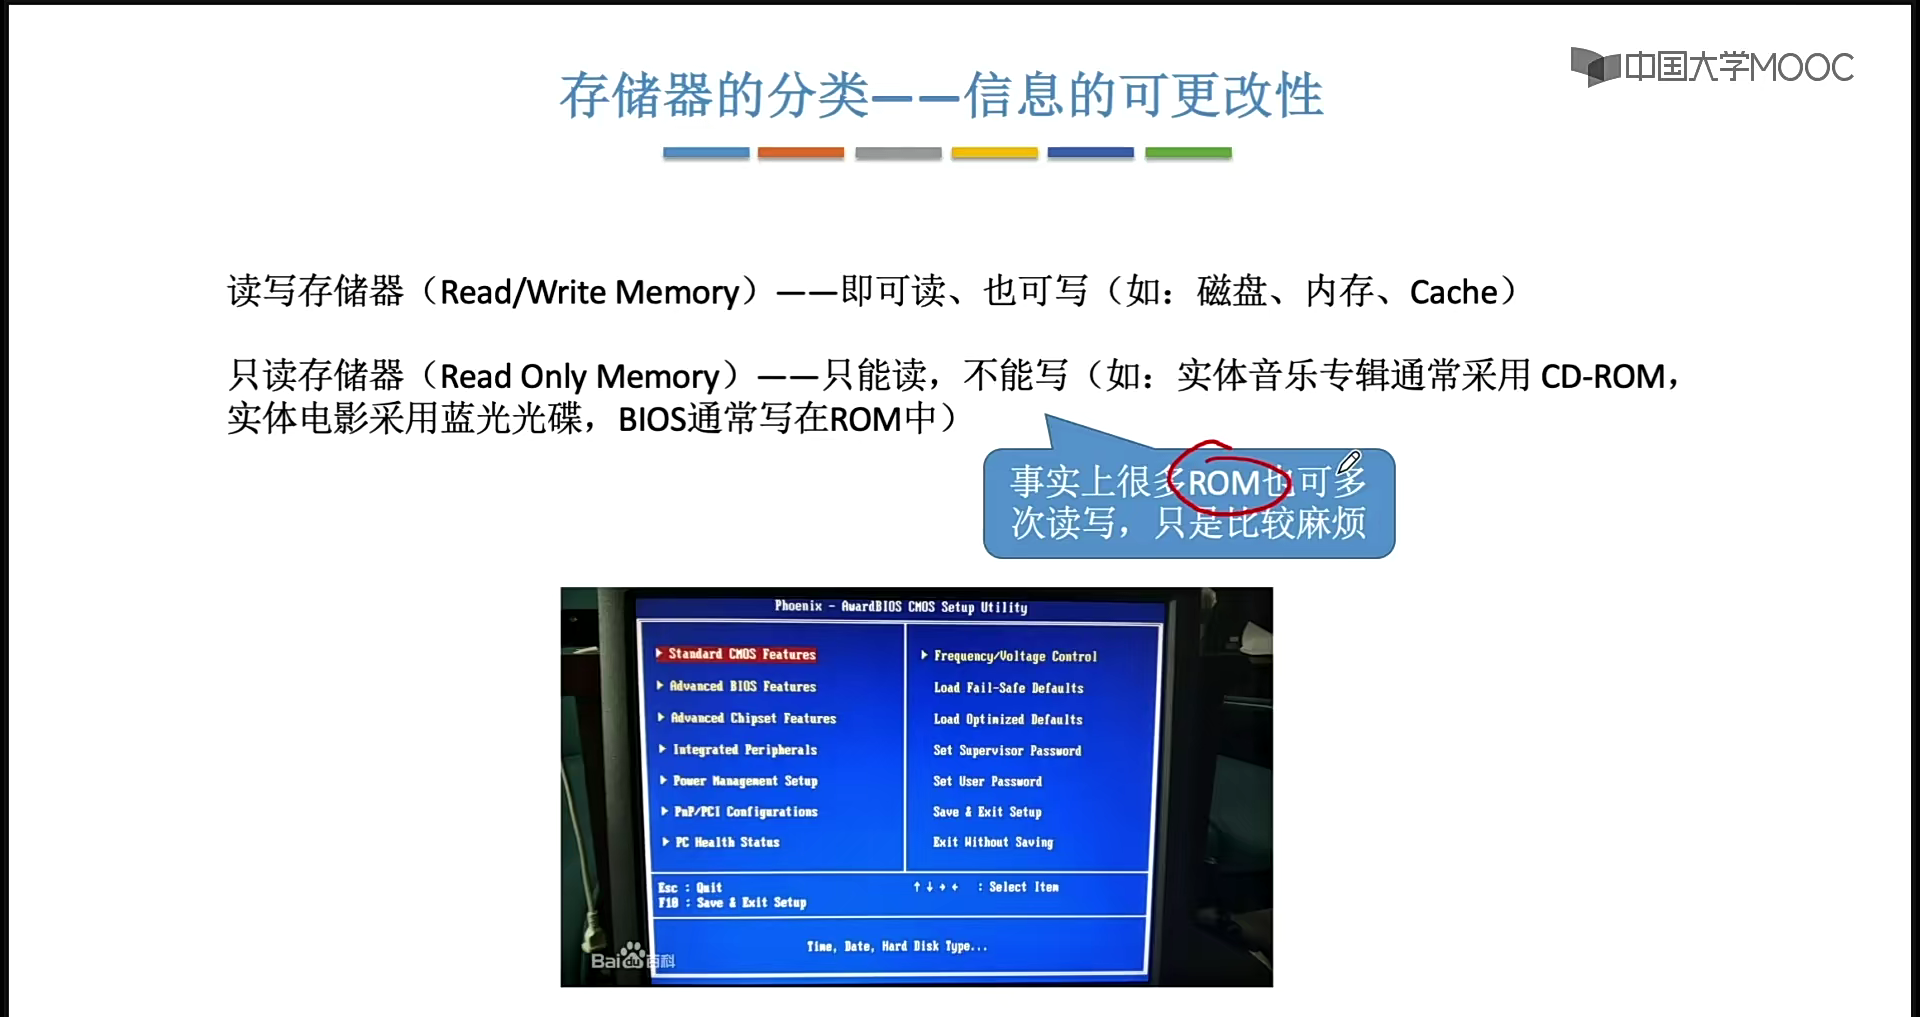 中国大学MOOC
存储器的分类——信息的可更改性
读写存储器（Read/Write Memory）——即可读、也可写（如：磁盘、内存、Cache）
只读存储器（Read Only Memory）——只能读，不能写（如：实体音乐专辑通常采用 CD-ROM，
实体电影采用蓝光光碟，BIOS通常写在ROM中）
事实上很多ROM也可多
次读写，只是比较麻烦
Phoenix - AwardBIOS CMOS Setup Utility
Standard CMOS Features
Advanced BIOS Features
Advanced Chipset Features
Integrated Peripherals
Power Management Setup
PnP/PCI Configurations
PC Health Status
Frequency/Voltage Control
Load Fail-Safe Defaults
Load Optimized Defaults
Set Supervisor Password
Set User Password
Save & Exit Setup
Exit Without Saving
Esc : Quit
F10 : Save & Exit Setup
↑ ↓ → ← : Select Item
Time, Date, Hard Disk Type...
Baidu百科